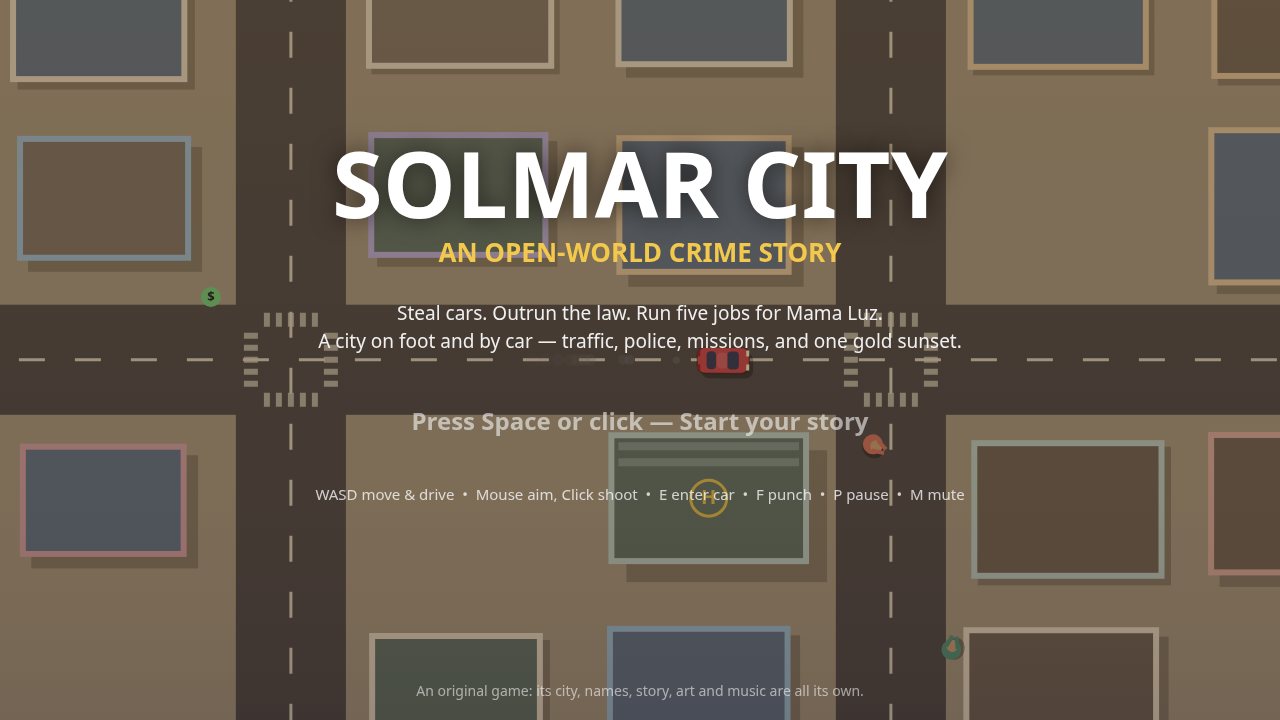 SOLMAR CITY
AN OPEN-WORLD CRIME STORY
$
Steal cars. Outrun the law. Run five jobs for Mama Luz.
A city on foot and by car — traffic, police, missions, and one gold sunset.
Press Space or click — Start your story
WASD move & drive • Mouse aim, Click shoot • E enter car • F punch • P pause • M mute
H
An original game: its city, names, story, art and music are all its own.